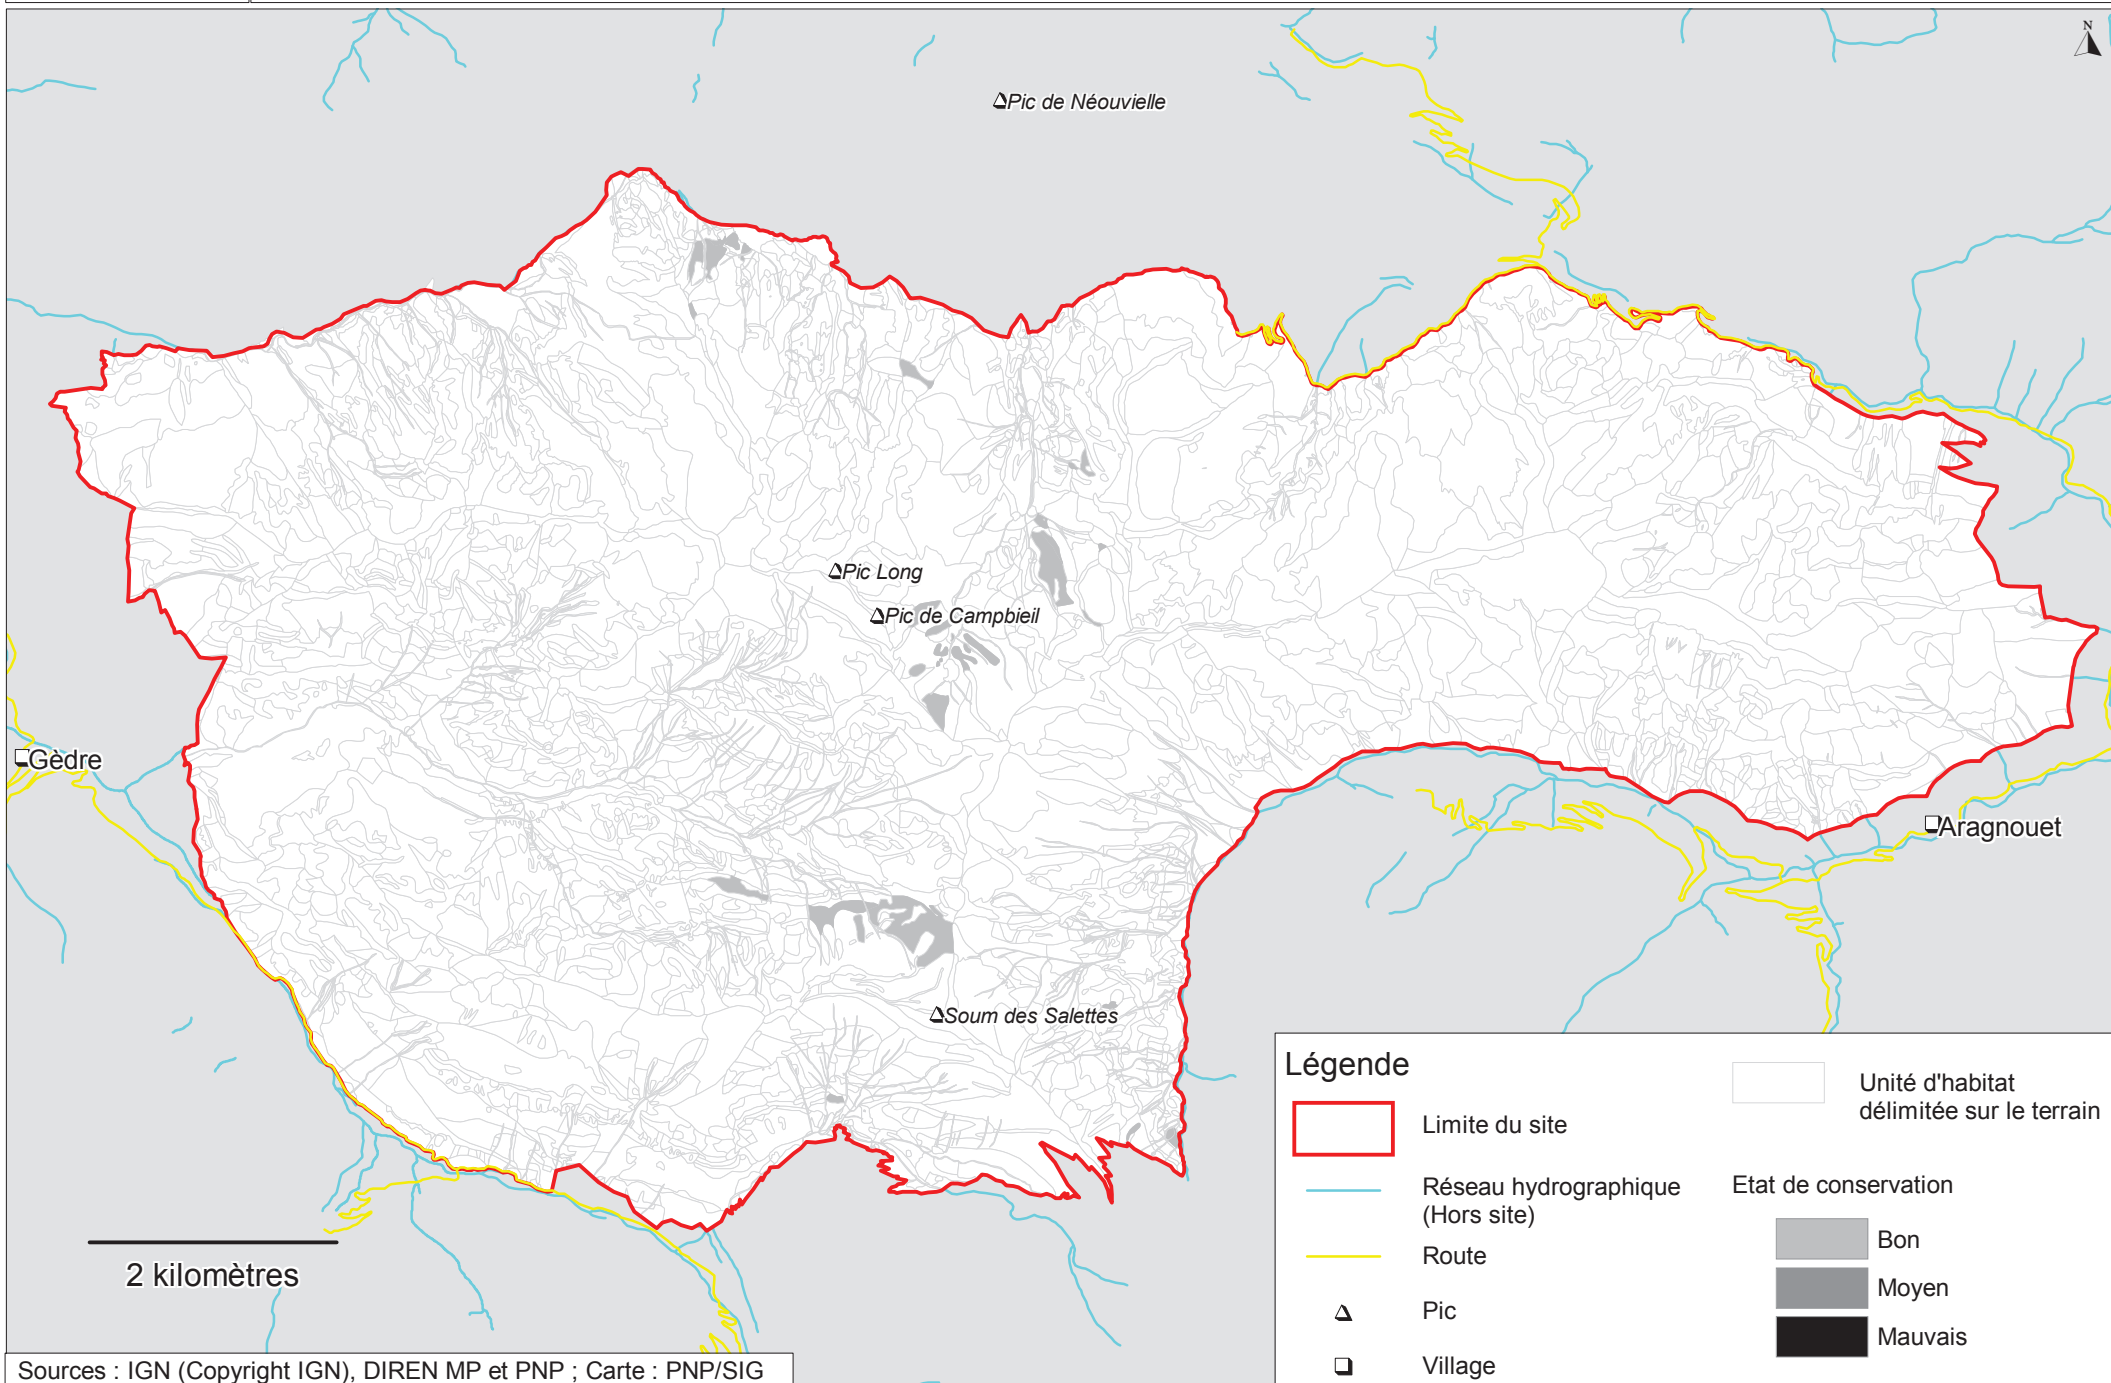 N
Pic de Néouvielle
Pic Long
Pic de Campbieil
Gèdre
Aragnouet
Soum des Salettes
2 kilomètres
Sources : IGN (Copyright IGN), DIREN MP et PNP ; Carte : PNP/SIG
Légende
Limite du site
Réseau hydrographique
(Hors site)
Route
Pic
Village
Unité d'habitat
délimitée sur le terrain
Etat de conservation
Bon
Moyen
Mauvais